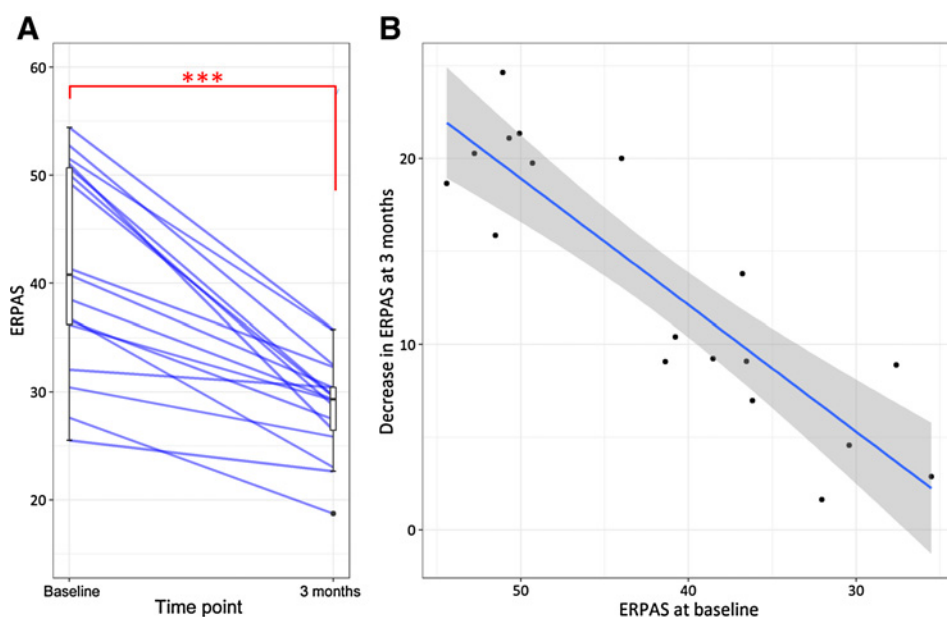 A
ERPAS
60
50
40
30
20
***
Baseline
3 months
Time point
B
Decrease in ERPAS at 3 months
20
10
0
50
40
30
ERPAS at baseline